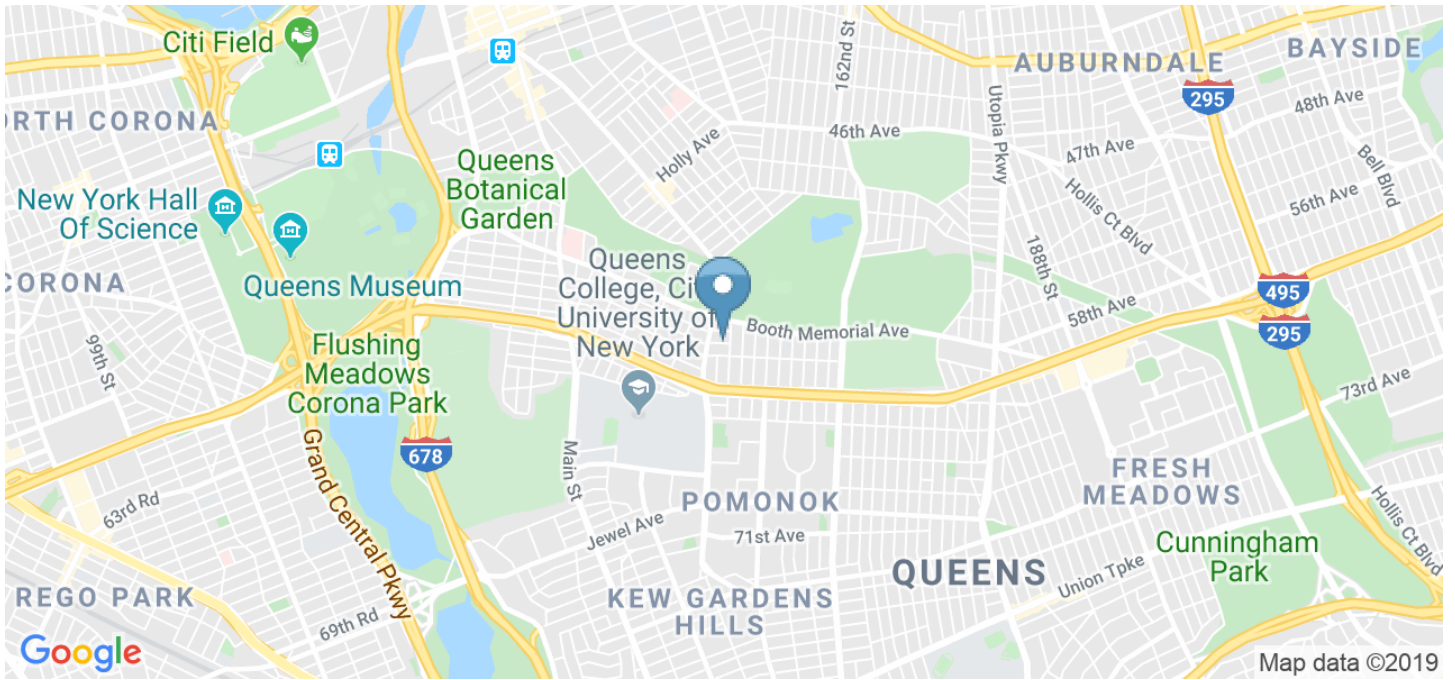 Citi Field
162nd St
AUBURNDALE
BAYSIDE
295
48th Ave
NORTH CORONA
46th Ave
Utopia Pkwy
47th Ave
Bell Blvd
Holly Ave
Queens
Botanical
Garden
New York Hall
Of Science
Hollis Ct Blvd
56th Ave
188th St
CORONA
Queens Museum
Queens
College, City
University of
New York
495
295
58th Ave
Booth Memorial Ave
99th St
Flushing
Meadows
Corona Park
73rd Ave
Grand Central Pkwy
678
Main St
FRESH
MEADOWS
63rd Rd
POMONOK
Jewel Ave
71st Ave
Hollis Ct Blvd
Cunningham
Park
QUEENS
Union Tpke
REGO PARK
69th Rd
KEW GARDENS
HILLS
Google
Map data ©2019